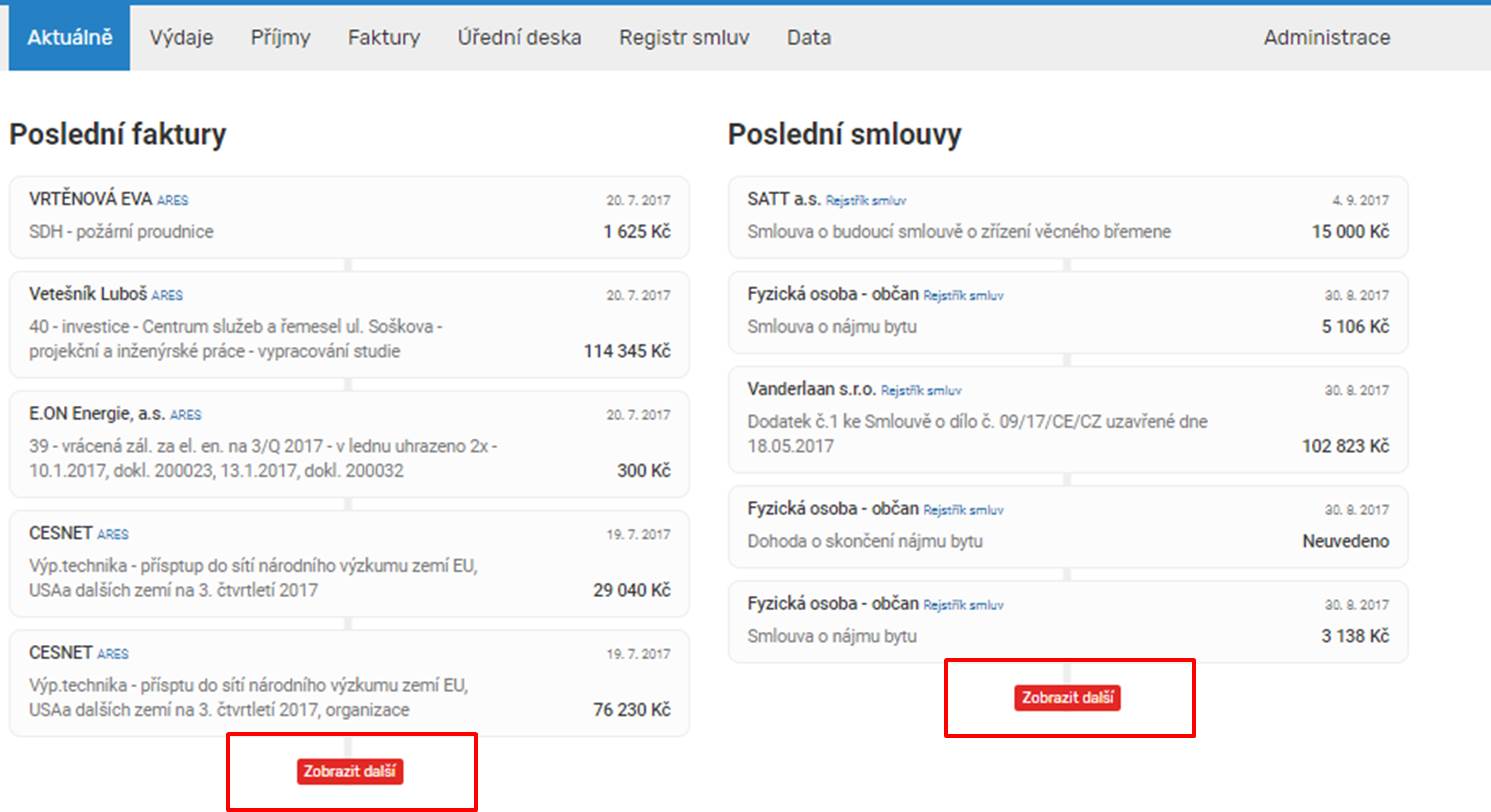 Aktuálně Výdaje Příjmy Faktury Úřední deska Registr smluv Data Administrace
Poslední faktury
VRTĚNOVÁ EVA ARES 20. 7. 2017
SDH - požární proudnice 1 625 Kč
Vetešník Luboš ARES 20. 7. 2017
40 - investice - Centrum služeb a řemesel ul. Soškova -
projekční a inženýrské práce - vypracování studie 114 345 Kč
E.ON Energie, a.s. ARES 20. 7. 2017
39 - vrácená zál. za el. en. na 3/Q 2017 - v lednu uhrazeno 2x -
10.1.2017, dokl. 200023, 13.1.2017, dokl. 200032 300 Kč
CESNET ARES 19. 7. 2017
Výp.technika - přísptup do sítí národního výzkumu zemí EU,
USAa dalších zemí na 3. čtvrtletí 2017 29 040 Kč
CESNET ARES 19. 7. 2017
Výp.technika - přísptu do sítí národního výzkumu zemí EU,
USAa dalších zemí na 3. čtvrtletí 2017, organizace 76 230 Kč
Zobrazit další
Poslední smlouvy
SATT a.s. Rejstřík smluv 4. 9. 2017
Smlouva o budoucí smlouvě o zřízení věcného břemene 15 000 Kč
Fyzická osoba - občan Rejstřík smluv 30. 8. 2017
Smlouva o nájmu bytu 5 106 Kč
Vanderlaan s.r.o. Rejstřík smluv 30. 8. 2017
Dodatek č.1 ke Smlouvě o dílo č. 09/17/CE/CZ uzavřené dne
18.05.2017 102 823 Kč
Fyzická osoba - občan Rejstřík smluv 30. 8. 2017
Dohoda o skončení nájmu bytu Neuvedeno
Fyzická osoba - občan Rejstřík smluv 30. 8. 2017
Smlouva o nájmu bytu 3 138 Kč
Zobrazit další